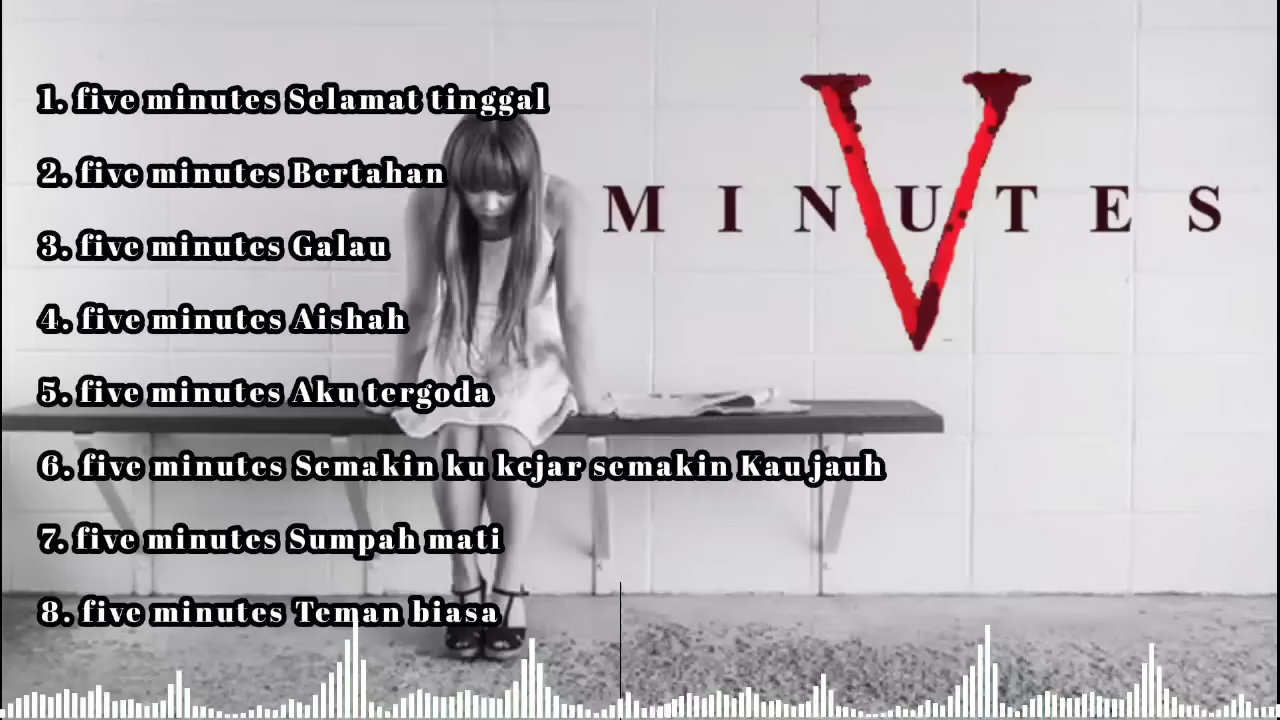 1. five minutes Selamat tinggal
2. five minutes Bertahan
3. five minutes Galau
4. five minutes Aishah
5. five minutes Aku tergoda
6. five minutes Semakin ku kejar semakin Kau jauh
7. five minutes Sumpah mati
8. five minutes Teman biasa
V
MINUTES